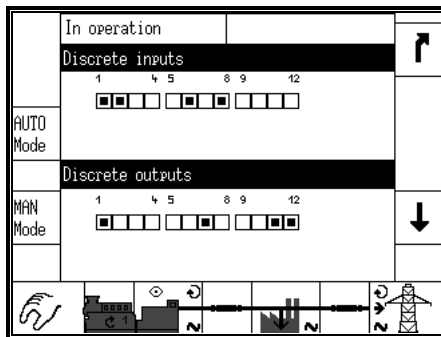 In operation
Discrete inputs
1 4 5 8 9 12
AUTO
Mode
Discrete outputs
1 4 5 8 9 12
MAN
Mode
1